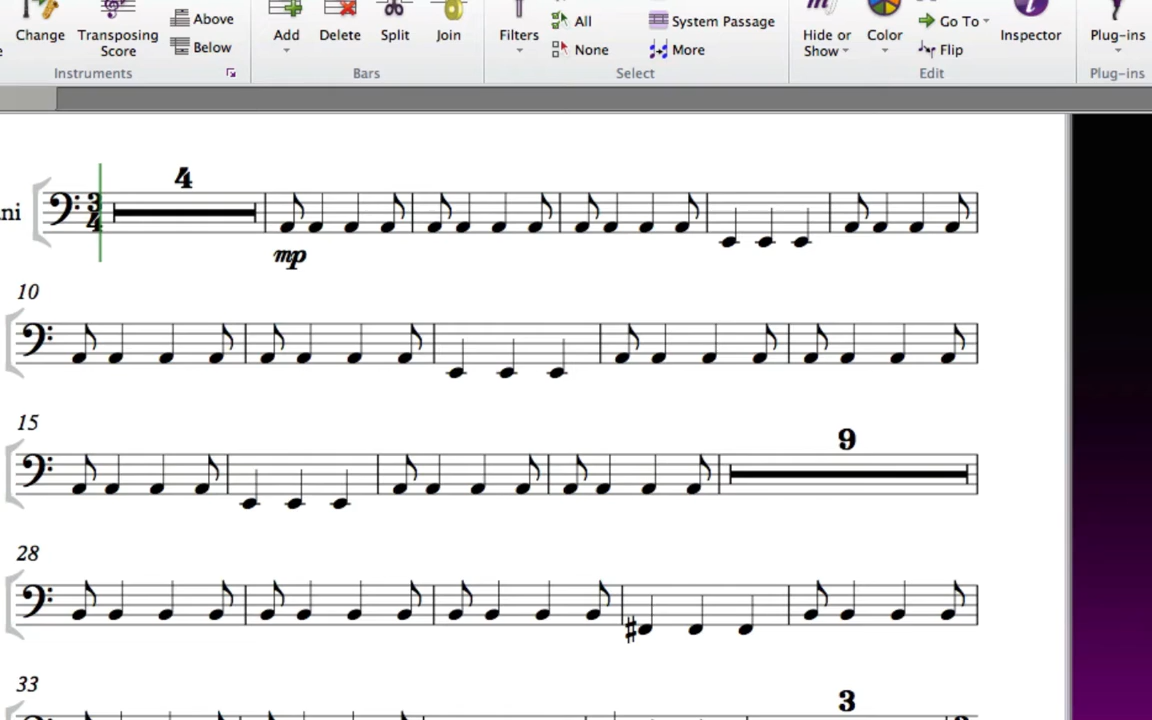 Change Transposing Score Above Below Add Delete Split Join Filters All None System Passage More Hide or Show Color Go To Flip Inspector Plug-ins
Instruments Bars Select Edit Plug-ins
4
ni 3 4
mp
10
15
9
28
33
3